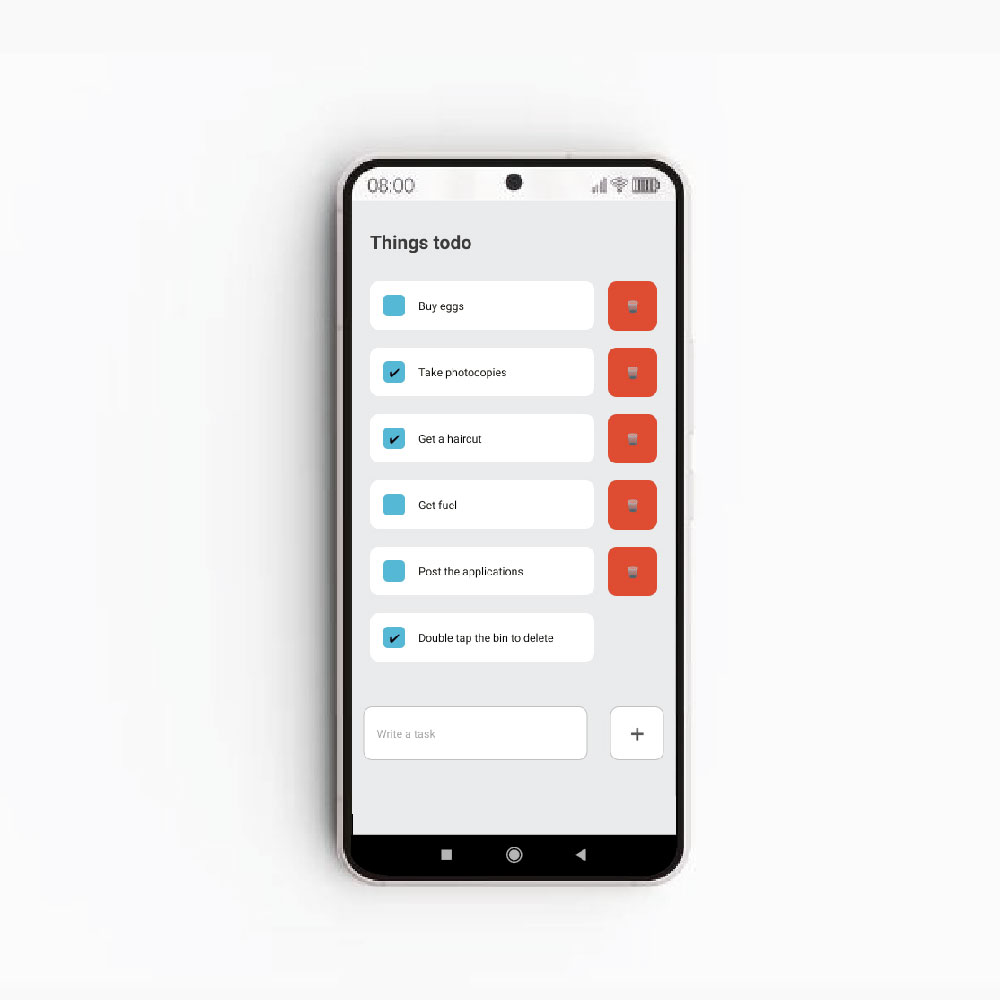 08:00
Things todo
Buy eggs
Take photocopies
Get a haircut
Get fuel
Post the applications
Double tap the bin to delete
Write a task